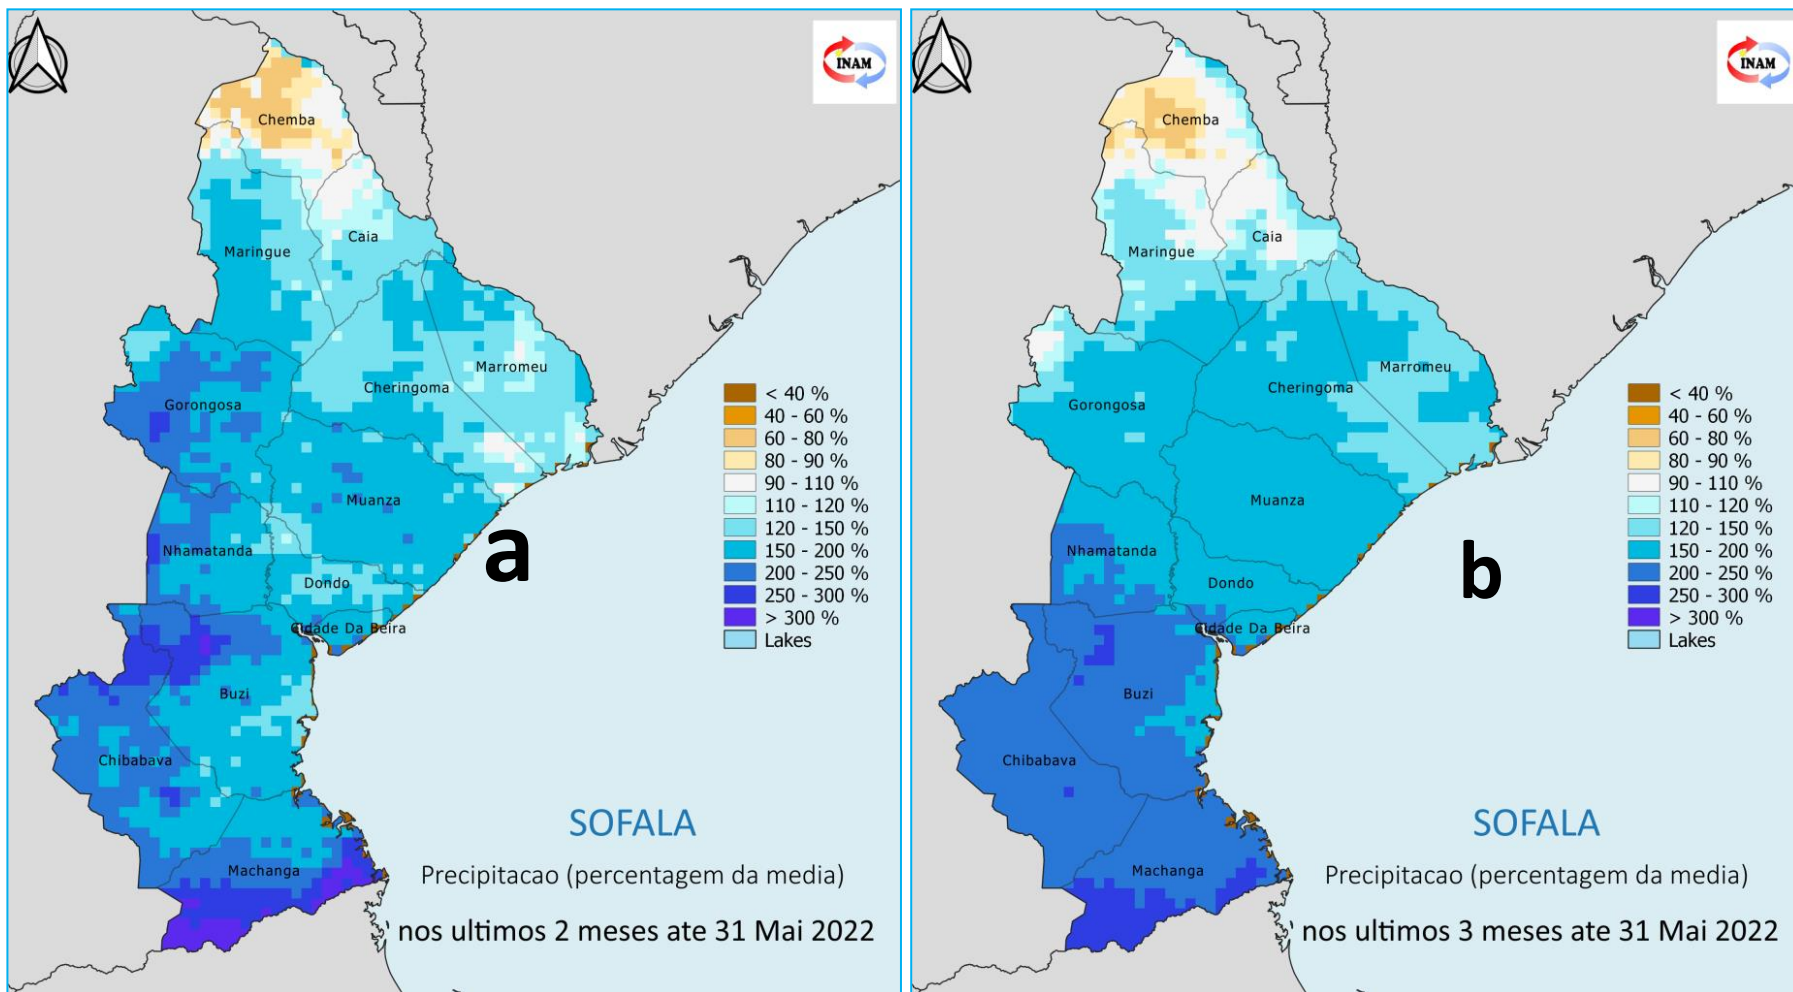 INAM
Chemba
Caia
Maringue
Marromeu
Cheringoma
Gorongosa
Muanza
Nhamatanda
Dondo
Cidade Da Beira
Buzi
Chibabava
Machanga
a
< 40 %
40 - 60 %
60 - 80 %
80 - 90 %
90 - 110 %
110 - 120 %
120 - 150 %
150 - 200 %
200 - 250 %
250 - 300 %
> 300 %
Lakes
SOFALA
Precipitacao (percentagem da media)
nos ultimos 2 meses ate 31 Mai 2022
INAM
Chemba
Caia
Maringue
Marromeu
Cheringoma
Gorongosa
Muanza
Nhamatanda
Dondo
Cidade Da Beira
Buzi
Chibabava
Machanga
b
< 40 %
40 - 60 %
60 - 80 %
80 - 90 %
90 - 110 %
110 - 120 %
120 - 150 %
150 - 200 %
200 - 250 %
250 - 300 %
> 300 %
Lakes
SOFALA
Precipitacao (percentagem da media)
nos ultimos 3 meses ate 31 Mai 2022